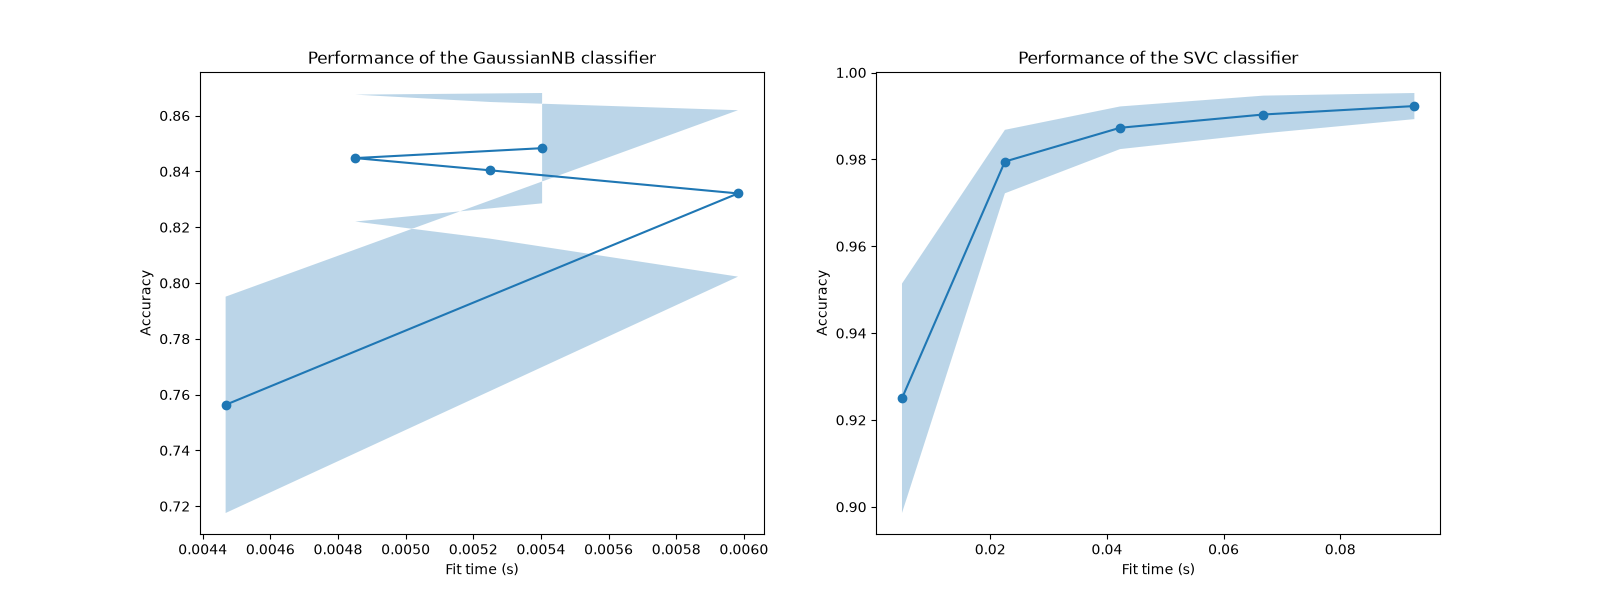 Performance of the GaussianNB classifier
Accuracy
0.86
0.84
0.82
0.80
0.78
0.76
0.74
0.72
0.0044 0.0046 0.0048 0.0050 0.0052 0.0054 0.0056 0.0058 0.0060
Fit time (s)
Performance of the SVC classifier
Accuracy
1.00
0.98
0.96
0.94
0.92
0.90
0.02 0.04 0.06 0.08
Fit time (s)